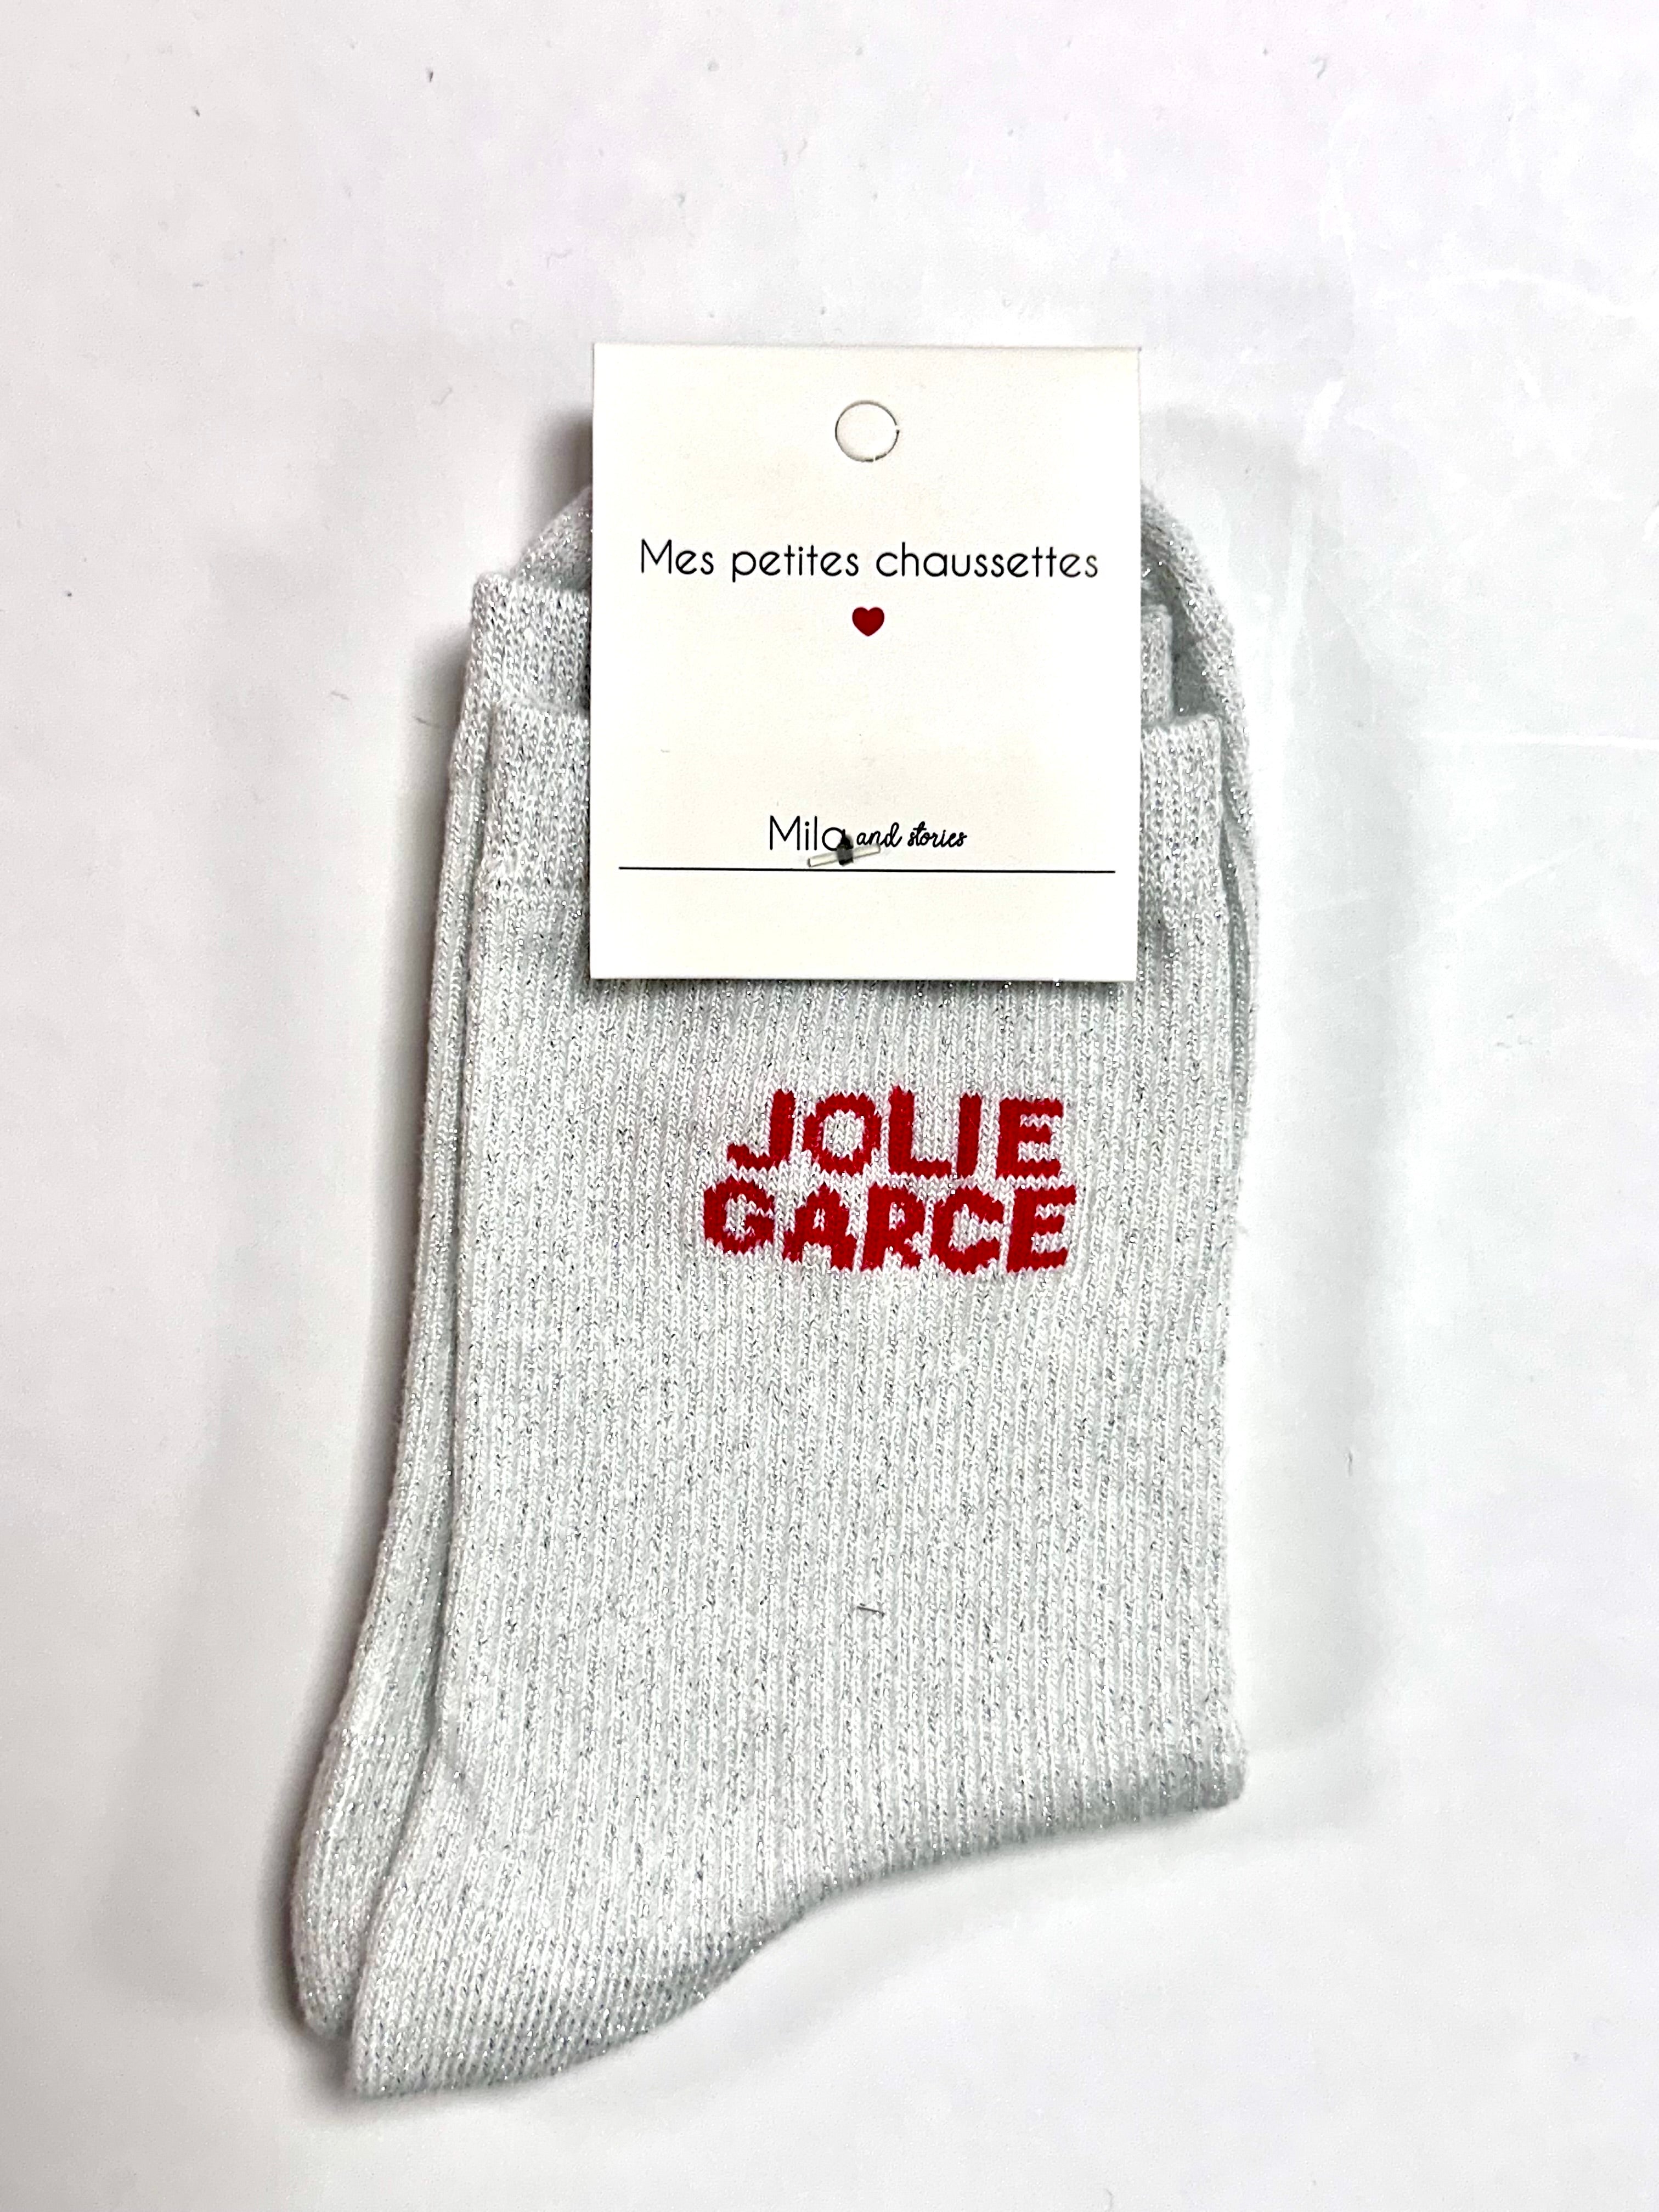 Mes petites chaussettes
Mila and stories
JOLIE
GARCE